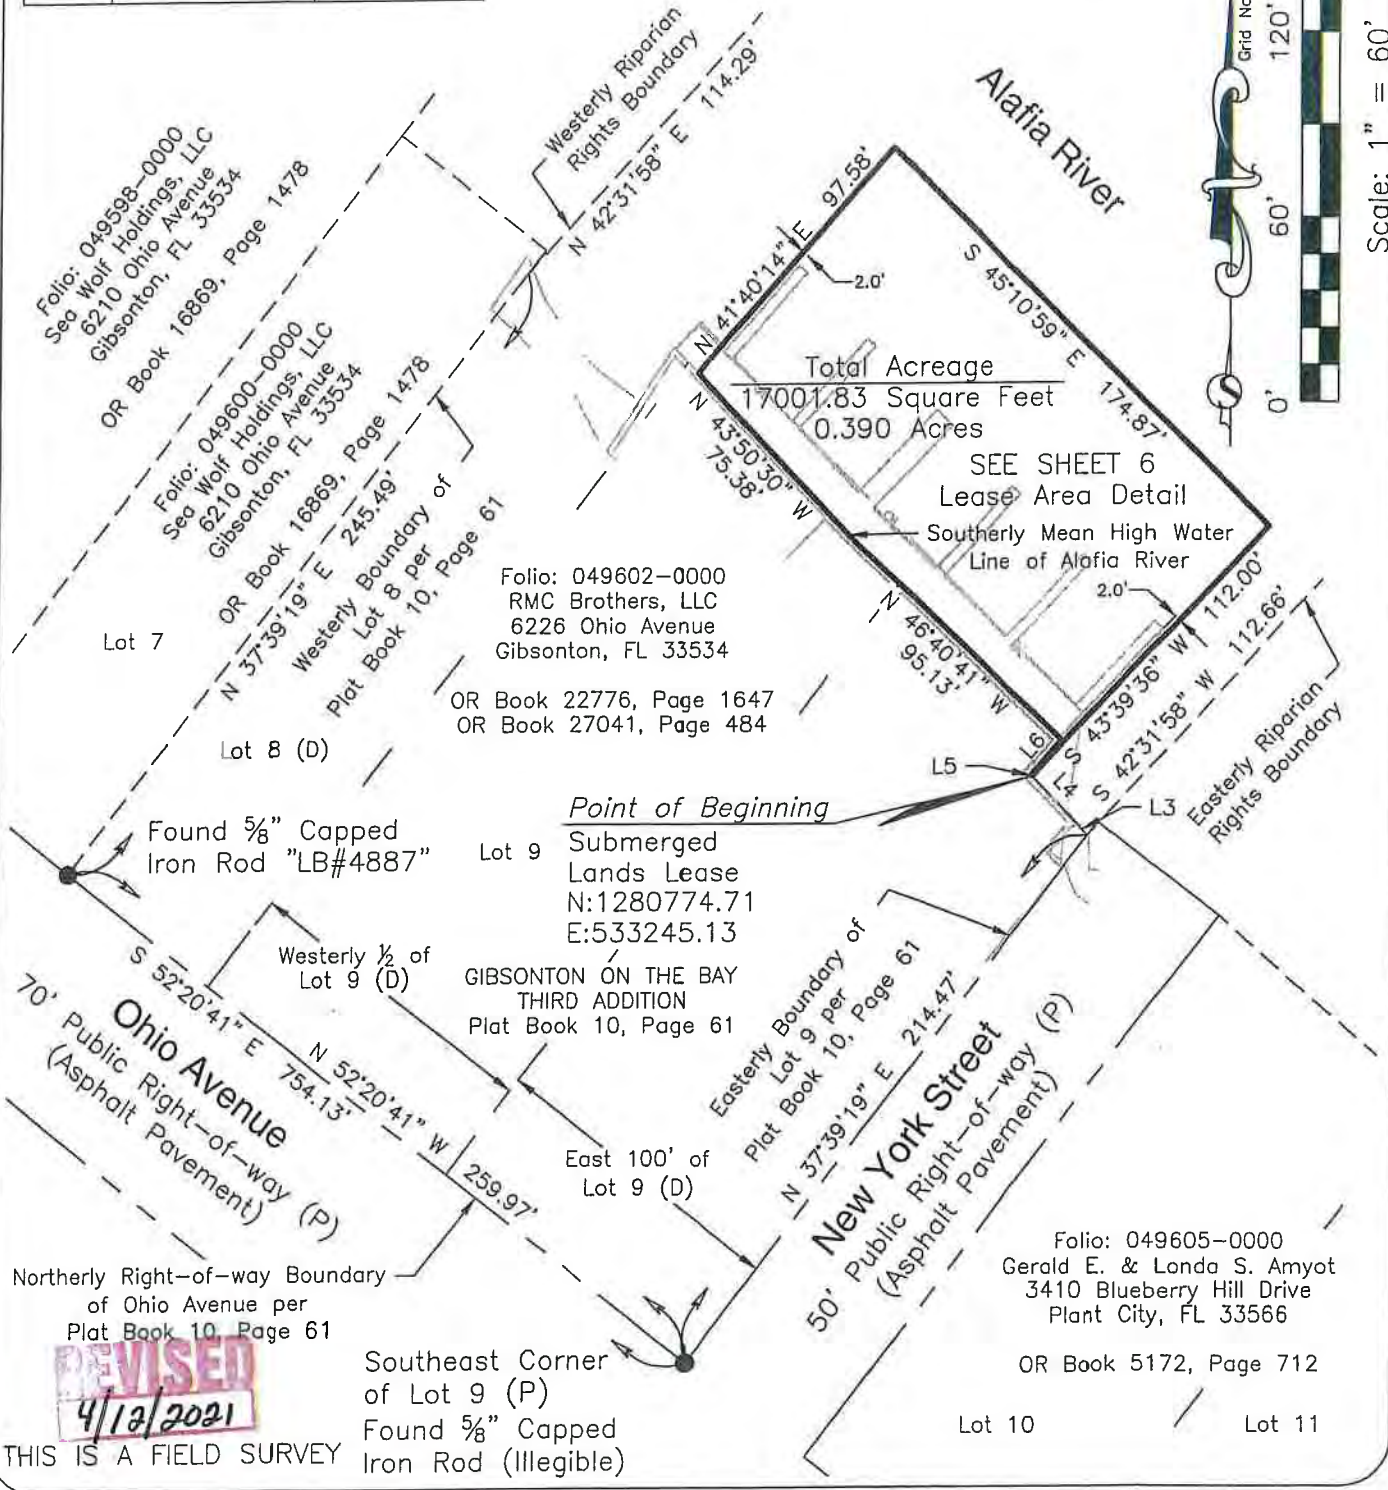 Westerly Riparian
Rights Boundary
N 42°31'58" E 114.29'
Alafia River
120'
60'
0'
Scale: 1" = 60'
Folio: 049598-0000
Sea Wolf Holdings, LLC
6210 Ohio Avenue
Gibsonton, FL 33534
OR Book 16869, Page 1478
Folio: 049600-0000
Sea Wolf Holdings, LLC
6210 Ohio Avenue
Gibsonton, FL 33534
OR Book 16869, Page 1478
N 37°39'19" E 245.49'
Westerly Boundary of
Lot 8 per
Plat Book 10, Page 61
N 41°40'14" E 97.58'
2.0'
S 45°10'59" E 174.87'
Total Acreage
17001.83 Square Feet
0.390 Acres
SEE SHEET 6
Lease Area Detail
Southerly Mean High Water
Line of Alafia River
N 43°50'30" W
75.38'
2.0'
N 46°40'41" W
95.13'
S 43°39'36" W 112.00'
S 42°31'58" W 112.66'
Easterly Riparian
Rights Boundary
Folio: 049602-0000
RMC Brothers, LLC
6226 Ohio Avenue
Gibsonton, FL 33534
OR Book 22776, Page 1647
OR Book 27041, Page 484
Lot 7
Lot 8 (D)
L6
L5
L4
L3
Point of Beginning
Submerged
Lands Lease
N:1280774.71
E:533245.13
Lot 9
Found 5/8" Capped
Iron Rod "LB#4887"
Westerly ½ of
Lot 9 (D)
GIBSONTON ON THE BAY
THIRD ADDITION
Plat Book 10, Page 61
Easterly Boundary of
Lot 9 per
Plat Book 10, Page 61
N 37°39'19" E 214.47'
S 52°20'41" E 754.13'
N 52°20'41" W 259.97'
Ohio Avenue
70' Public Right-of-way (P)
(Asphalt Pavement)
East 100' of
Lot 9 (D)
New York Street
50' Public Right-of-way (P)
(Asphalt Pavement)
Folio: 049605-0000
Gerald E. & Londa S. Amyot
3410 Blueberry Hill Drive
Plant City, FL 33566
OR Book 5172, Page 712
Northerly Right-of-way Boundary
of Ohio Avenue per
Plat Book 10, Page 61
REVISED
4/12/2021
THIS IS A FIELD SURVEY
Southeast Corner
of Lot 9 (P)
Found 5/8" Capped
Iron Rod (Illegible)
Lot 10
Lot 11